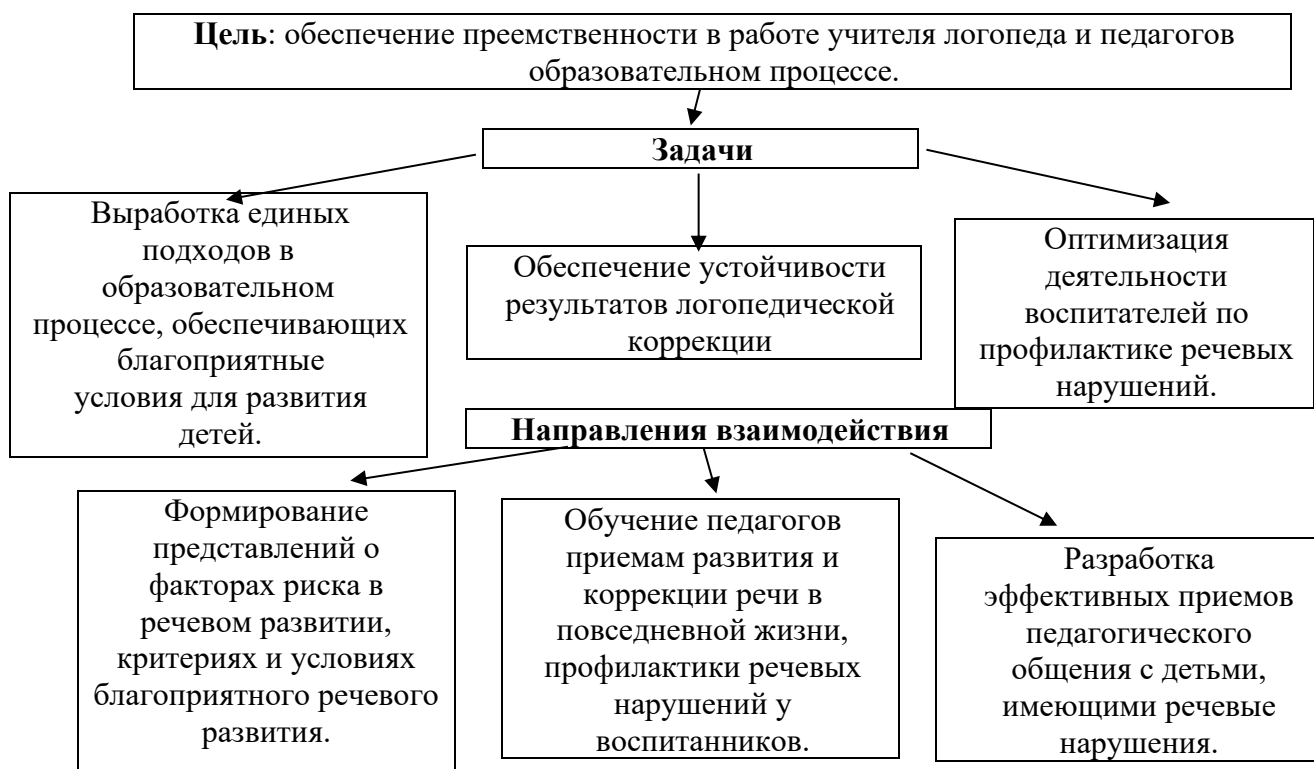 Цель: обеспечение преемственности в работе учителя логопеда и педагогов
образовательном процессе.
Задачи
Выработка единых
подходов в
образовательном
процессе, обеспечивающих
благоприятные
условия для развития
детей.
Обеспечение устойчивости
результатов логопедической
коррекции
Оптимизация
деятельности
воспитателей по
профилактике речевых
нарушений.
Направления взаимодействия
Формирование
представлений о
факторах риска в
речевом развитии,
критериях и условиях
благоприятного речевого
развития.
Обучение педагогов
приемам развития и
коррекции речи в
повседневной жизни,
профилактики речевых
нарушений у
воспитанников.
Разработка
эффективных приемов
педагогического
общения с детьми,
имеющими речевые
нарушения.